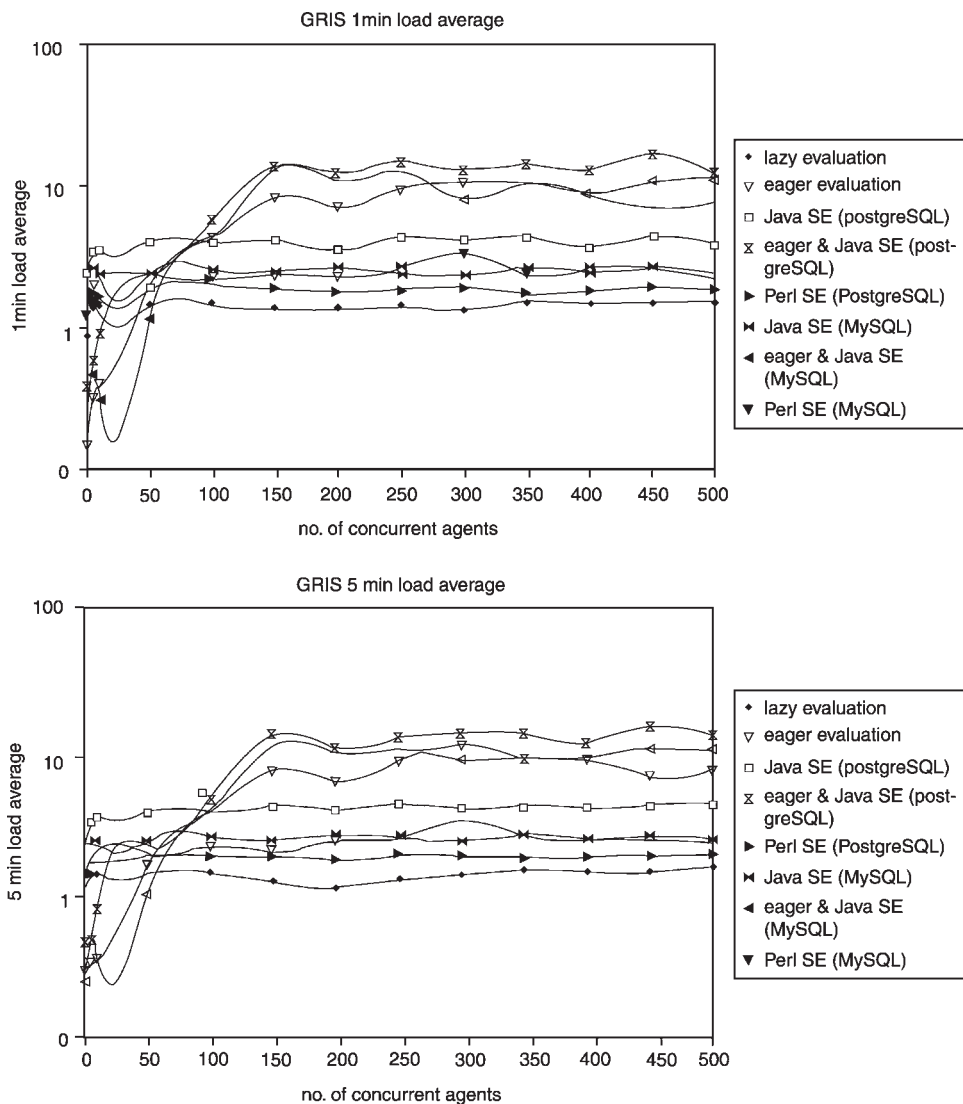 GRIS 1min load average
100
10
1
0
1min load average
0 50 100 150 200 250 300 350 400 450 500
no. of concurrent agents
lazy evaluation
eager evaluation
Java SE (postgreSQL)
eager & Java SE (post-
greSQL)
Perl SE (PostgreSQL)
Java SE (MySQL)
eager & Java SE
(MySQL)
Perl SE (MySQL)
GRIS 5 min load average
100
10
1
0
5 min load average
0 50 100 150 200 250 300 350 400 450 500
no. of concurrent agents
lazy evaluation
eager evaluation
Java SE (postgreSQL)
eager & Java SE (post-
greSQL)
Perl SE (PostgreSQL)
Java SE (MySQL)
eager & Java SE
(MySQL)
Perl SE (MySQL)